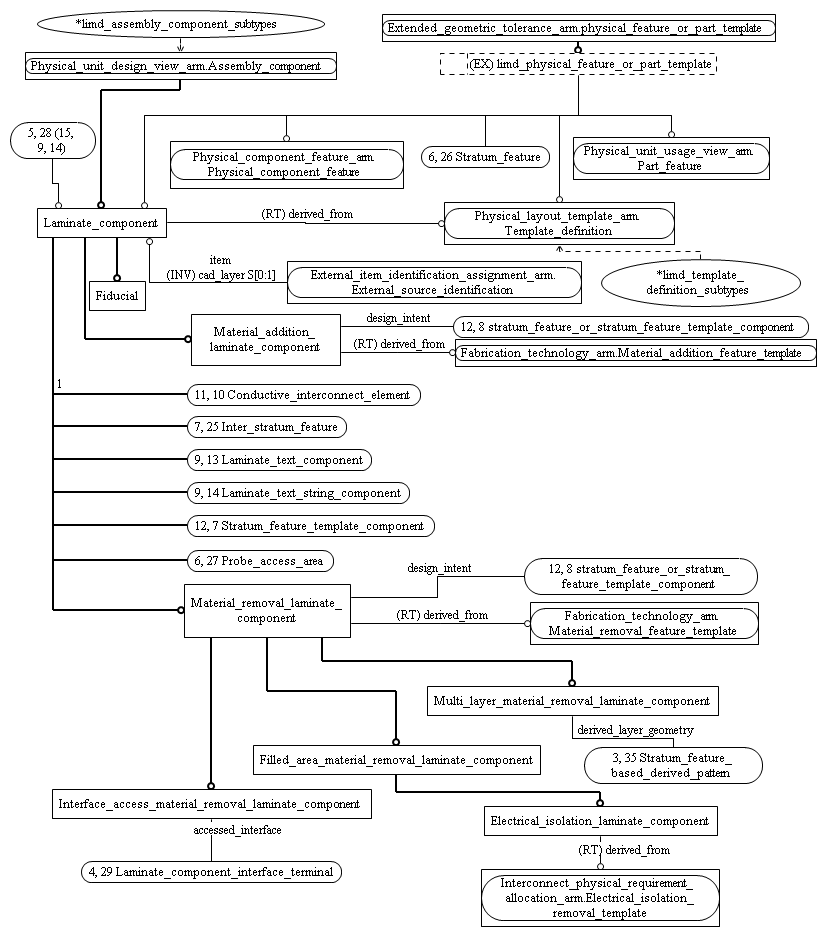 *limd_assembly_component_subtypes
Extended_geometric_tolerance_arm.physical_feature_or_part_template
Physical_unit_design_view_arm.Assembly_component
(EX) limd_physical_feature_or_part_template
5, 28 (15,
9, 14)
Physical_component_feature_arm.
Physical_component_feature
6, 26 Stratum_feature
Physical_unit_usage_view_arm.
Part_feature
Laminate_component
(RT) derived_from
Physical_layout_template_arm.
Template_definition
item
(INV) cad_layer S[0:1]
External_item_identification_assignment_arm.
External_source_identification
*limd_template_
definition_subtypes
Fiducial
Material_addition_
laminate_component
design_intent
12, 8 stratum_feature_or_stratum_feature_template_component
(RT) derived_from
Fabrication_technology_arm.Material_addition_feature_template
1
11, 10 Conductive_interconnect_element
7, 25 Inter_stratum_feature
9, 13 Laminate_text_component
9, 14 Laminate_text_string_component
12, 7 Stratum_feature_template_component
6, 27 Probe_access_area
design_intent
12, 8 stratum_feature_or_stratum_
feature_template_component
Material_removal_laminate_
component
(RT) derived_from
Fabrication_technology_arm.
Material_removal_feature_template
Multi_layer_material_removal_laminate_component
derived_layer_geometry
3, 35 Stratum_feature_
based_derived_pattern
Filled_area_material_removal_laminate_component
Interface_access_material_removal_laminate_component
accessed_interface
4, 29 Laminate_component_interface_terminal
Electrical_isolation_laminate_component
(RT) derived_from
Interconnect_physical_requirement_
allocation_arm.Electrical_isolation_
removal_template